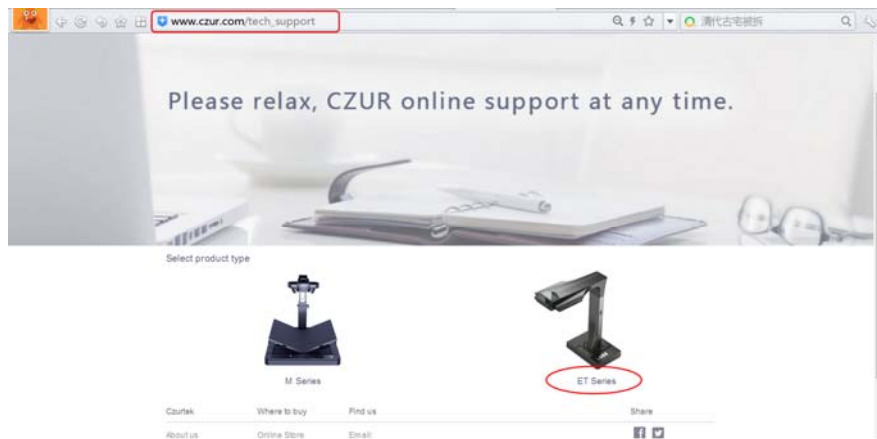 www.czur.com/tech_support
清代古宅被拆
Please relax, CZUR online support at any time.
Select product type
M Series
ET Series
Czurtek Where to buy Find us Share
About us Online Store Email: